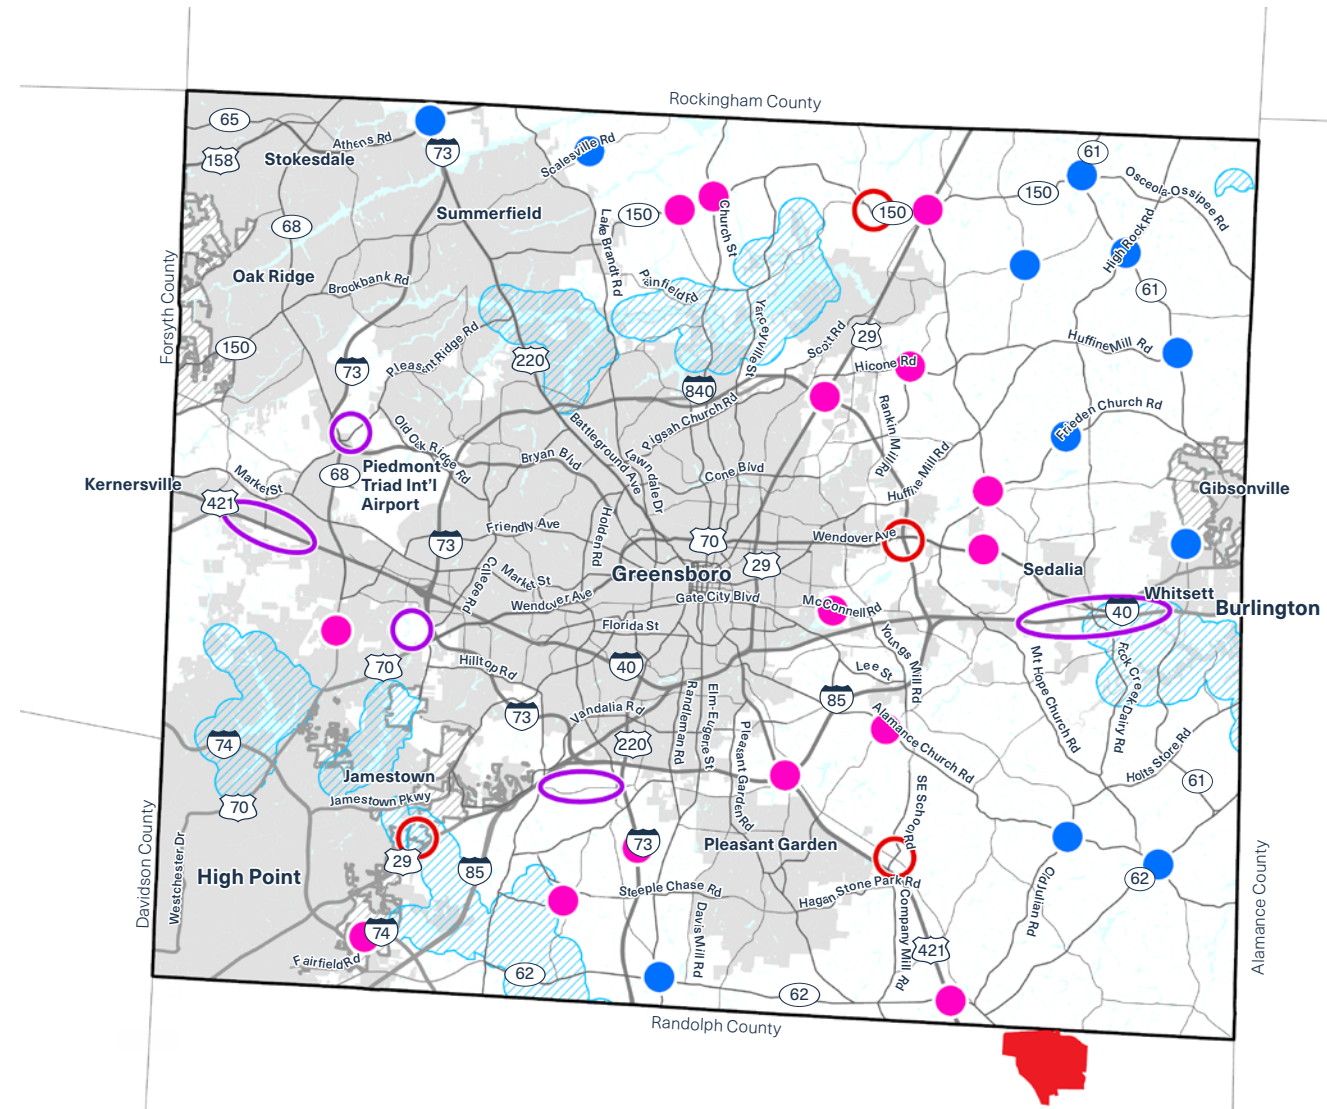 Rockingham County
65
Athens Rd
158
Stokesdale
73
Scalesville Rd
61
150
Osceola-Ossipee Rd
68
Summerfield
150
Church St
150
Lake Brandt Rd
High Rock Rd
Forsyth County
Oak Ridge
Brookbank Rd
Plainfield Rd
61
Yanceyville St
150
Pleasant Ridge Rd
220
Scott Rd
29
Huffine Mill Rd
73
840
Hicone Rd
Pisgah Church Rd
Rankin Mill Rd
Frieden Church Rd
Old Oak Ridge Rd
Battleground Ave
Lawndale Dr
Bryan Blvd
Cone Blvd
Huffine Mill Rd
68
Piedmont
Triad Int'l
Airport
Kernersville
Market St
421
Gibsonville
Friendly Ave
Holden Rd
73
70
Wendover Ave
29
Greensboro
Sedalia
College Rd
Market St
Wendover Ave
Gate City Blvd
McConnell Rd
Whitsett
40
Burlington
Florida St
Youngs Mill Rd
70
Hilltop Rd
40
Lee St
Mt Hope Church Rd
Rock Creek Dairy Rd
73
Vandalia Rd
Randleman Rd
Elm-Eugene St
Pleasant Garden Rd
85
Alamance Church Rd
74
220
Holts Store Rd
61
Jamestown
Jamestown Pkwy
70
SE School Rd
Davidson County
Westchester Dr
29
85
73
Pleasant Garden
High Point
Steeple Chase Rd
Hagan Stone Park Rd
62
Old Julian Rd
Alamance County
74
Fairfield Rd
62
Davis Mill Rd
Company Mill Rd
421
62
Randolph County